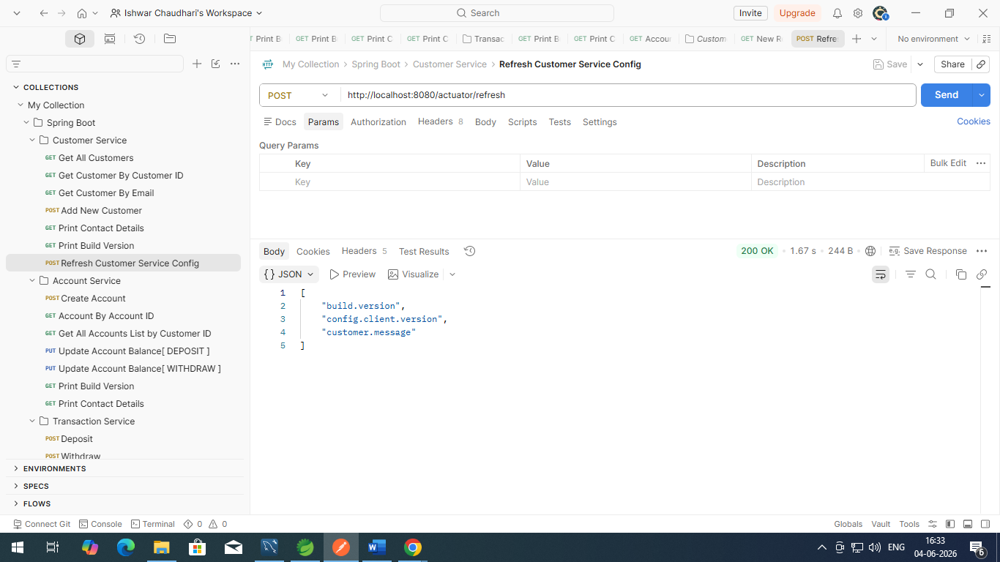 Ishwar Chaudhari's Workspace
Search
Invite
Upgrade
GET Print B
GET Print C
GET Print C
Transac
GET Print B
GET Print C
GET Accou
Custom
GET New R
POST Refre
No environment
My Collection > Spring Boot > Customer Service > Refresh Customer Service Config
Save
Share
COLLECTIONS
My Collection
Spring Boot
Customer Service
GET Get All Customers
GET Get Customer By Customer ID
GET Get Customer By Email
POST Add New Customer
GET Print Contact Details
GET Print Build Version
POST Refresh Customer Service Config
Account Service
POST Create Account
GET Account By Account ID
GET Get All Accounts List by Customer ID
PUT Update Account Balance[ DEPOSIT ]
PUT Update Account Balance[ WITHDRAW ]
GET Print Build Version
GET Print Contact Details
Transaction Service
POST Deposit
POST Withdraw
ENVIRONMENTS
SPECS
FLOWS
POST http://localhost:8080/actuator/refresh
Send
Docs Params Authorization Headers 8 Body Scripts Tests Settings
Cookies
Query Params
Key Value Description Bulk Edit
Key Value Description
Body Cookies Headers 5 Test Results
200 OK • 1.67 s • 244 B
e.g. Save Response
{ } JSON Preview Visualize
1 [
2 "build.version",
3 "config.client.version",
4 "customer.message"
5 ]
Connect Git Console Terminal 0 0
Globals Vault Tools
ENG
16:33
04-06-2026
6